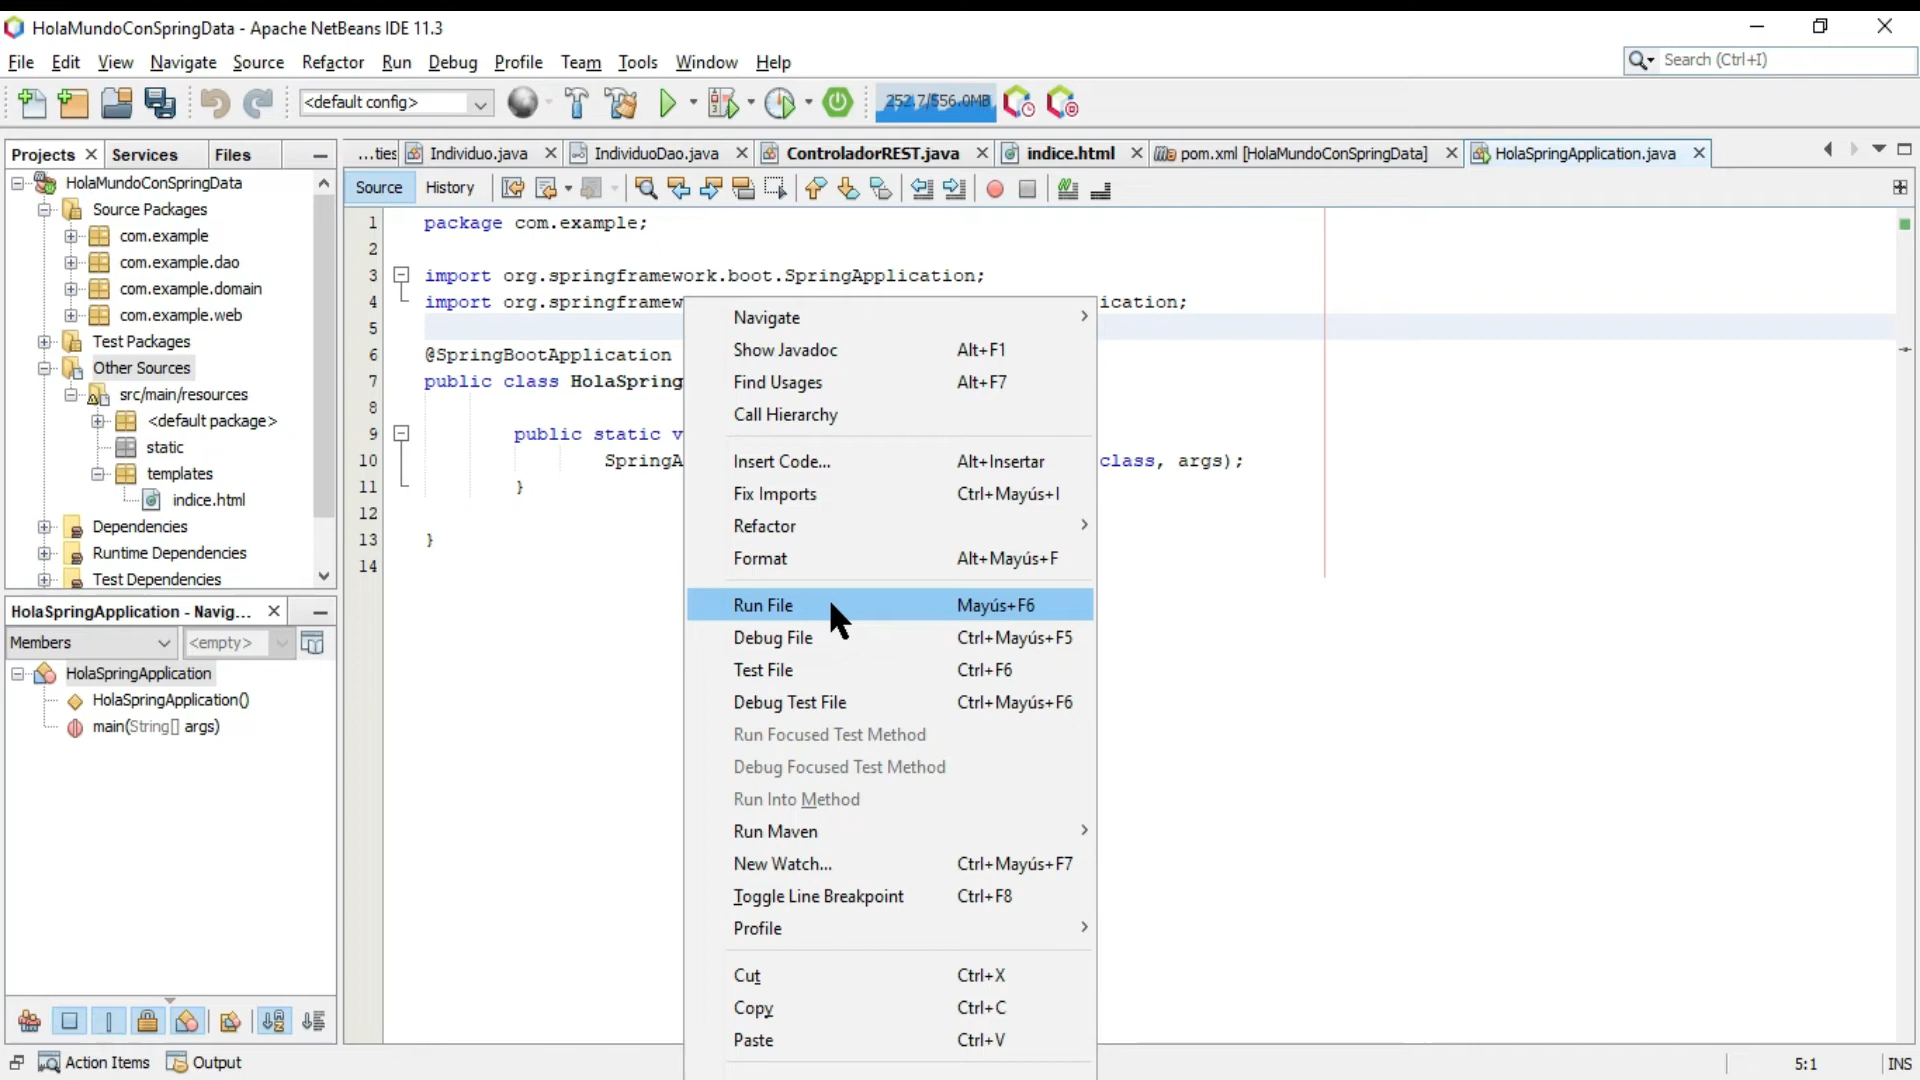 HolaMundoConSpringData - Apache NetBeans IDE 11.3
File Edit View Navigate Source Refactor Run Debug Profile Team Tools Window Help
Search (Ctrl+I)
<default config>
252.7/556.0MB
Projects Services Files
...ties Individuo.java IndividuoDao.java ControladorREST.java indice.html pom.xml [HolaMundoConSpringData] HolaSpringApplication.java
Source History
HolaMundoConSpringData
Source Packages
com.example
com.example.dao
com.example.domain
com.example.web
Test Packages
Other Sources
src/main/resources
<default package>
static
templates
indice.html
Dependencies
Runtime Dependencies
Test Dependencies
HolaSpringApplication - Navig...
Members <empty>
HolaSpringApplication
HolaSpringApplication()
main(String[] args)
1 package com.example;
2
3 import org.springframework.boot.SpringApplication;
4 import org.springframew ication;
5
6 @SpringBootApplication
7 public class HolaSpring
8
9 public static v
10 SpringA class, args);
11 }
12
13 }
14
Navigate
Show Javadoc Alt+F1
Find Usages Alt+F7
Call Hierarchy
Insert Code... Alt+Insertar
Fix Imports Ctrl+Mayús+I
Refactor
Format Alt+Mayús+F
Run File Mayús+F6
Debug File Ctrl+Mayús+F5
Test File Ctrl+F6
Debug Test File Ctrl+Mayús+F6
Run Focused Test Method
Debug Focused Test Method
Run Into Method
Run Maven
New Watch... Ctrl+Mayús+F7
Toggle Line Breakpoint Ctrl+F8
Profile
Cut Ctrl+X
Copy Ctrl+C
Paste Ctrl+V
Action Items Output
5:1 INS